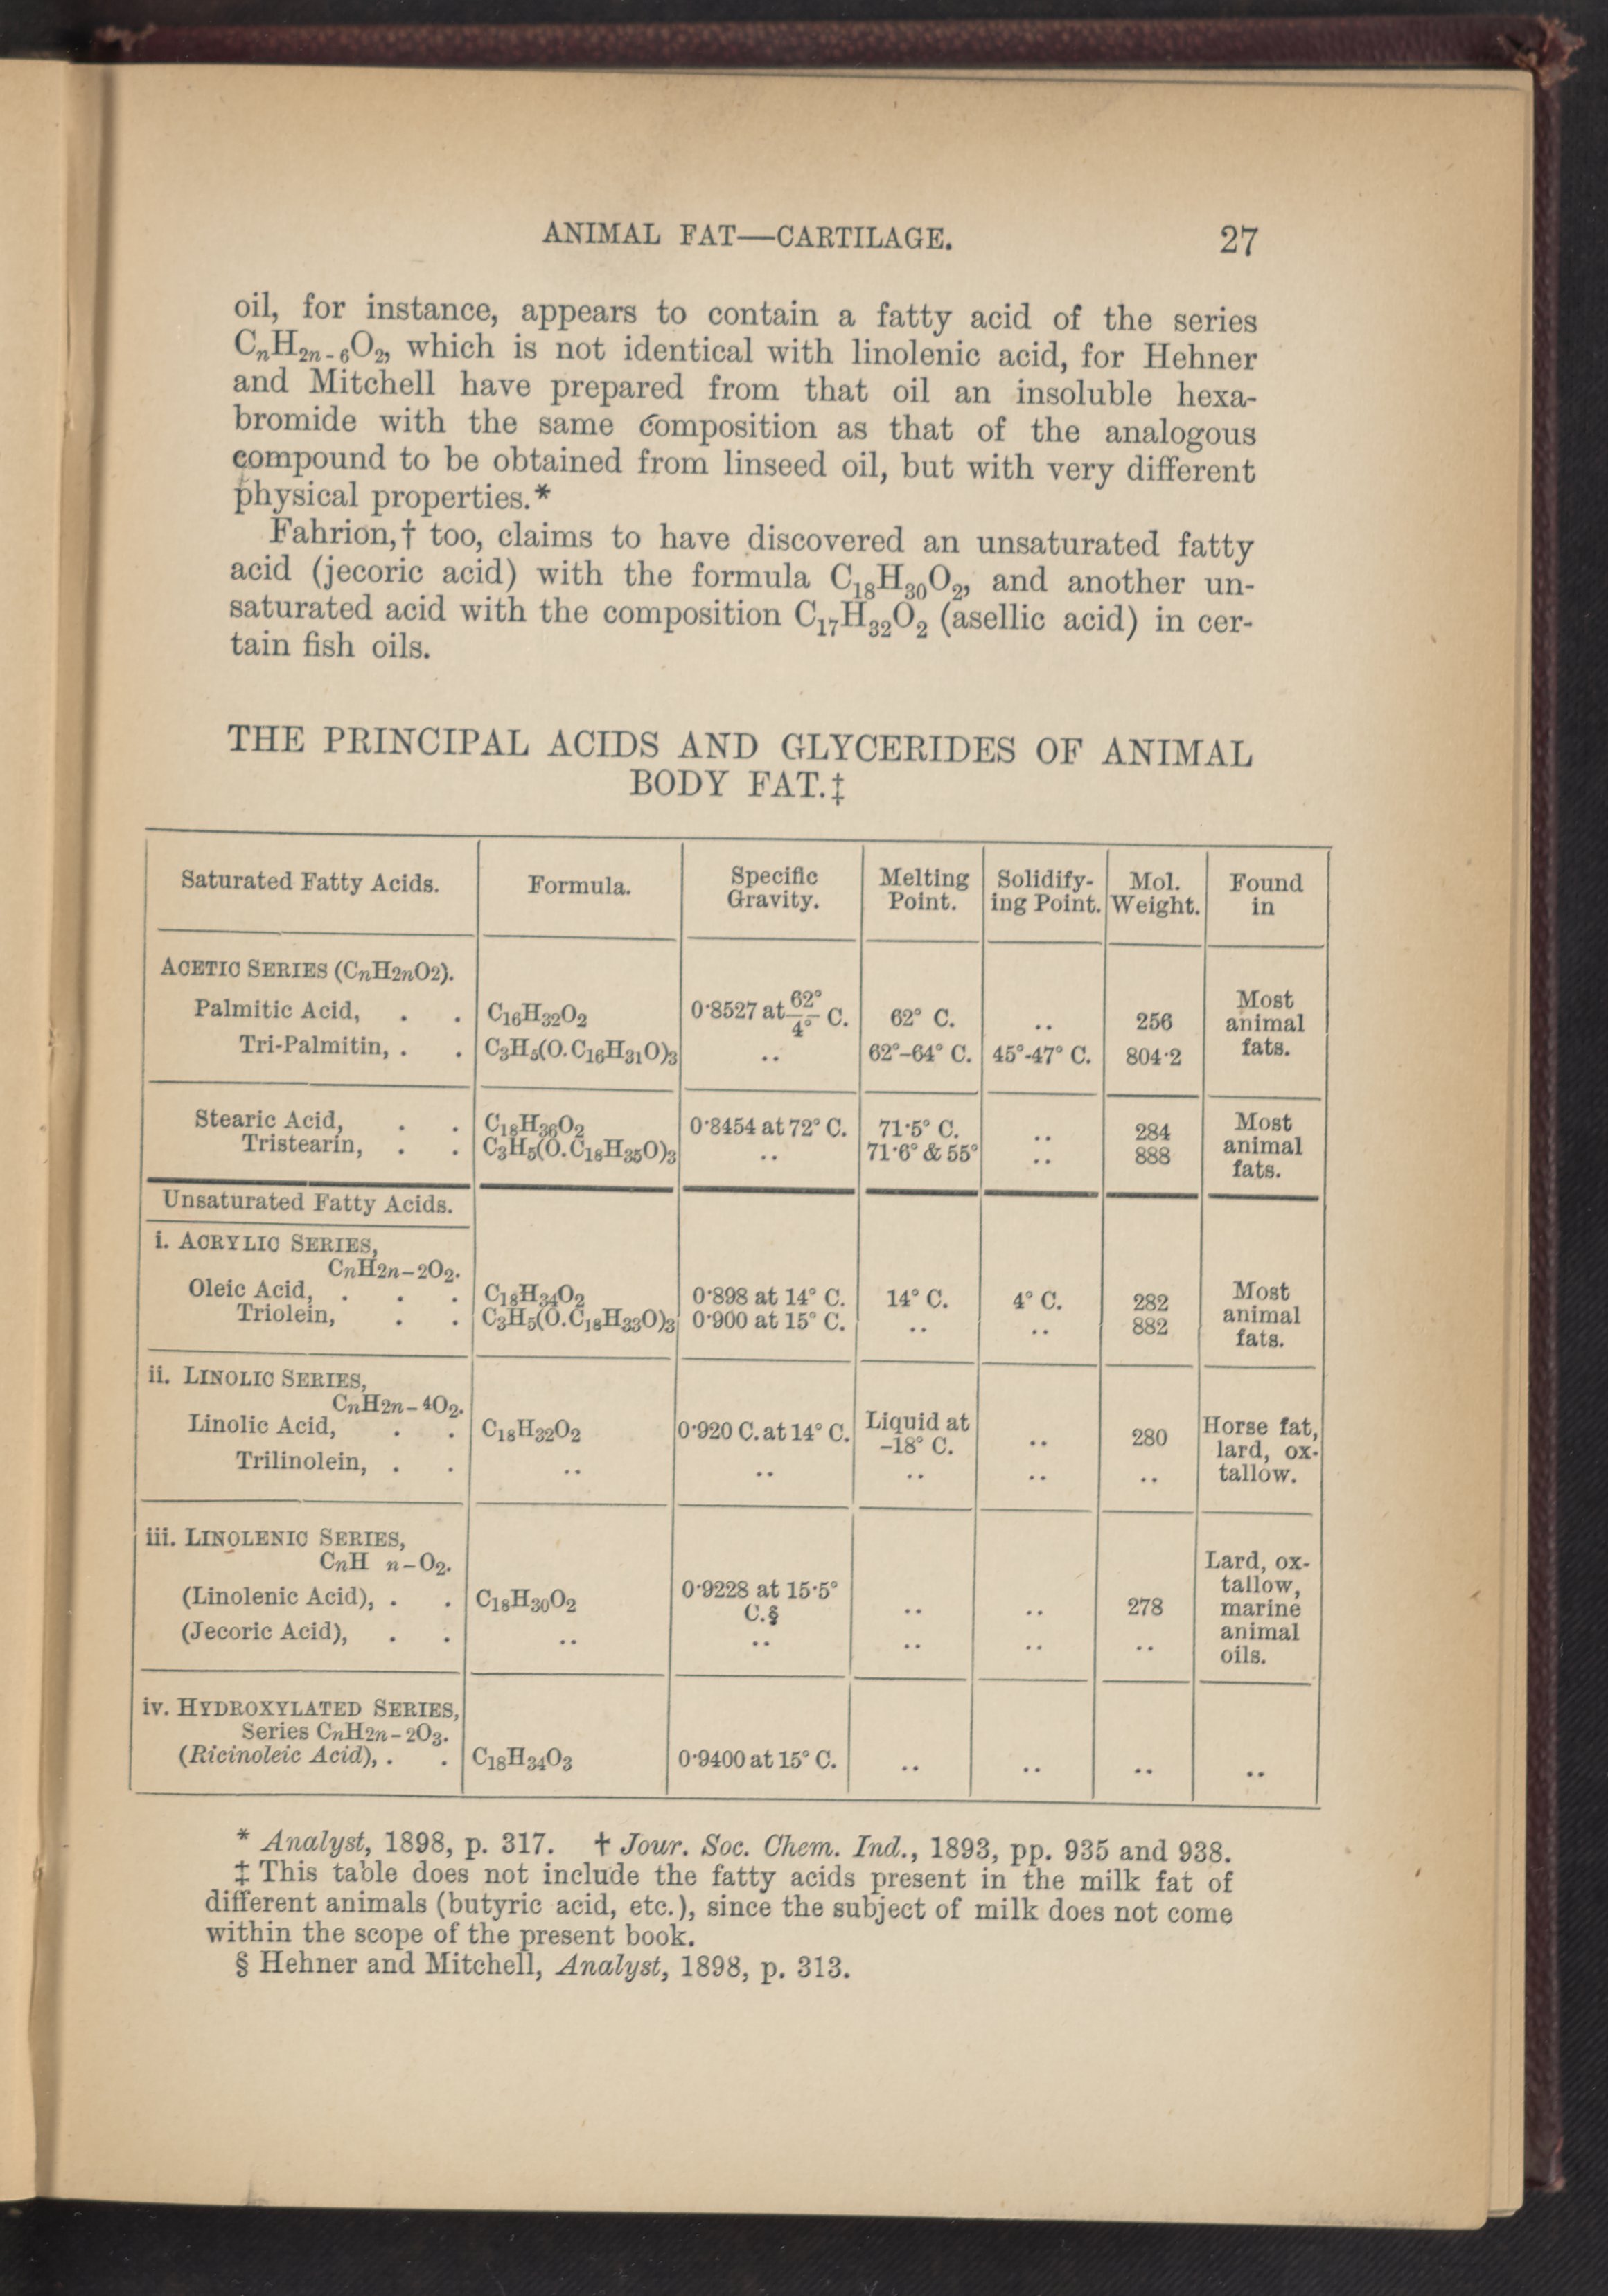 ANIMAL FAT—CARTILAGE. 27
oil, for instance, appears to contain a fatty acid of the series
CₙH₂ₙ₋₆O₂, which is not identical with linolenic acid, for Hehner
and Mitchell have prepared from that oil an insoluble hexa-
bromide with the same composition as that of the analogous
compound to be obtained from linseed oil, but with very different
physical properties.*
Fahrion,† too, claims to have discovered an unsaturated fatty
acid (jecoric acid) with the formula C₁₈H₃₀O₂, and another un-
saturated acid with the composition C₁₇H₃₂O₂ (asellic acid) in cer-
tain fish oils.
THE PRINCIPAL ACIDS AND GLYCERIDES OF ANIMAL
BODY FAT.‡
Saturated Fatty Acids. Formula. Specific Gravity. Melting Point. Solidify-ing Point. Mol. Weight. Found in
ACETIC SERIES (CnH2nO2).
Palmitic Acid, . . C₁₆H₃₂O₂ 0·8527 at 62°/4° C. 62° C. .. 256 Most animal fats.
Tri-Palmitin, . . C₃H₅(O.C₁₆H₃₁O)₃ .. 62°–64° C. 45°-47° C. 804·2
Stearic Acid, . . C₁₈H₃₆O₂ 0·8454 at 72° C. 71·5° C. .. 284 Most animal fats.
Tristearin, . . C₃H₅(O.C₁₈H₃₅O)₃ .. 71·6° & 55° .. 888
Unsaturated Fatty Acids.
i. ACRYLIC SERIES,
CnH2n–2O2.
Oleic Acid, . . . C₁₈H₃₄O₂ 0·898 at 14° C. 14° C. 4° C. 282 Most animal fats.
Triolein, . . C₃H₅(O.C₁₈H₃₃O)₃ 0·900 at 15° C. .. .. 882
ii. LINOLIC SERIES,
CnH2n–4O2.
Linolic Acid, . . C₁₈H₃₂O₂ 0·920 C. at 14° C. Liquid at –18° C. .. 280 Horse fat, lard, ox-tallow.
Trilinolein, . . .. .. .. .. ..
iii. LINOLENIC SERIES,
CnH n–O2.
(Linolenic Acid), . . C₁₈H₃₀O₂ 0·9228 at 15·5° C.§ .. .. 278 Lard, ox-tallow, marine animal oils.
(Jecoric Acid), . . .. .. .. .. ..
iv. HYDROXYLATED SERIES,
Series CnH2n–2O3.
(Ricinoleic Acid), . . C₁₈H₃₄O₃ 0·9400 at 15° C. .. .. .. ..
* Analyst, 1898, p. 317. † Jour. Soc. Chem. Ind., 1893, pp. 935 and 938.
‡ This table does not include the fatty acids present in the milk fat of
different animals (butyric acid, etc.), since the subject of milk does not come
within the scope of the present book.
§ Hehner and Mitchell, Analyst, 1898, p. 313.